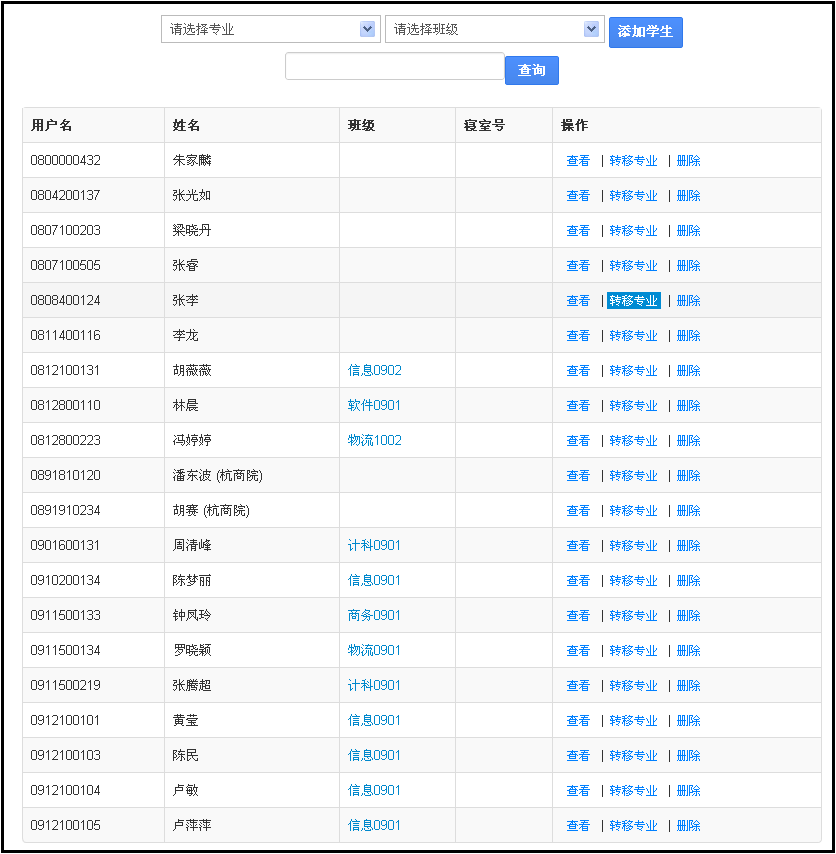 请选择专业 请选择班级 添加学生
查询
用户名 姓名 班级 寝室号 操作
0800000432 朱家麟 查看 | 转移专业 | 删除
0804200137 张光如 查看 | 转移专业 | 删除
0807100203 梁晓丹 查看 | 转移专业 | 删除
0807100505 张睿 查看 | 转移专业 | 删除
0808400124 张李 查看 | 转移专业 | 删除
0811400116 李龙 查看 | 转移专业 | 删除
0812100131 胡薇薇 信息0902 查看 | 转移专业 | 删除
0812800110 林晨 软件0901 查看 | 转移专业 | 删除
0812800223 冯婷婷 物流1002 查看 | 转移专业 | 删除
0891810120 潘东波 (杭商院) 查看 | 转移专业 | 删除
0891910234 胡赛 (杭商院) 查看 | 转移专业 | 删除
0901600131 周清峰 计科0901 查看 | 转移专业 | 删除
0910200134 陈梦丽 信息0901 查看 | 转移专业 | 删除
0911500133 钟凤玲 商务0901 查看 | 转移专业 | 删除
0911500134 罗晓颖 物流0901 查看 | 转移专业 | 删除
0911500219 张腾超 计科0901 查看 | 转移专业 | 删除
0912100101 黄莹 信息0901 查看 | 转移专业 | 删除
0912100103 陈民 信息0901 查看 | 转移专业 | 删除
0912100104 卢敏 信息0901 查看 | 转移专业 | 删除
0912100105 卢萍萍 信息0901 查看 | 转移专业 | 删除